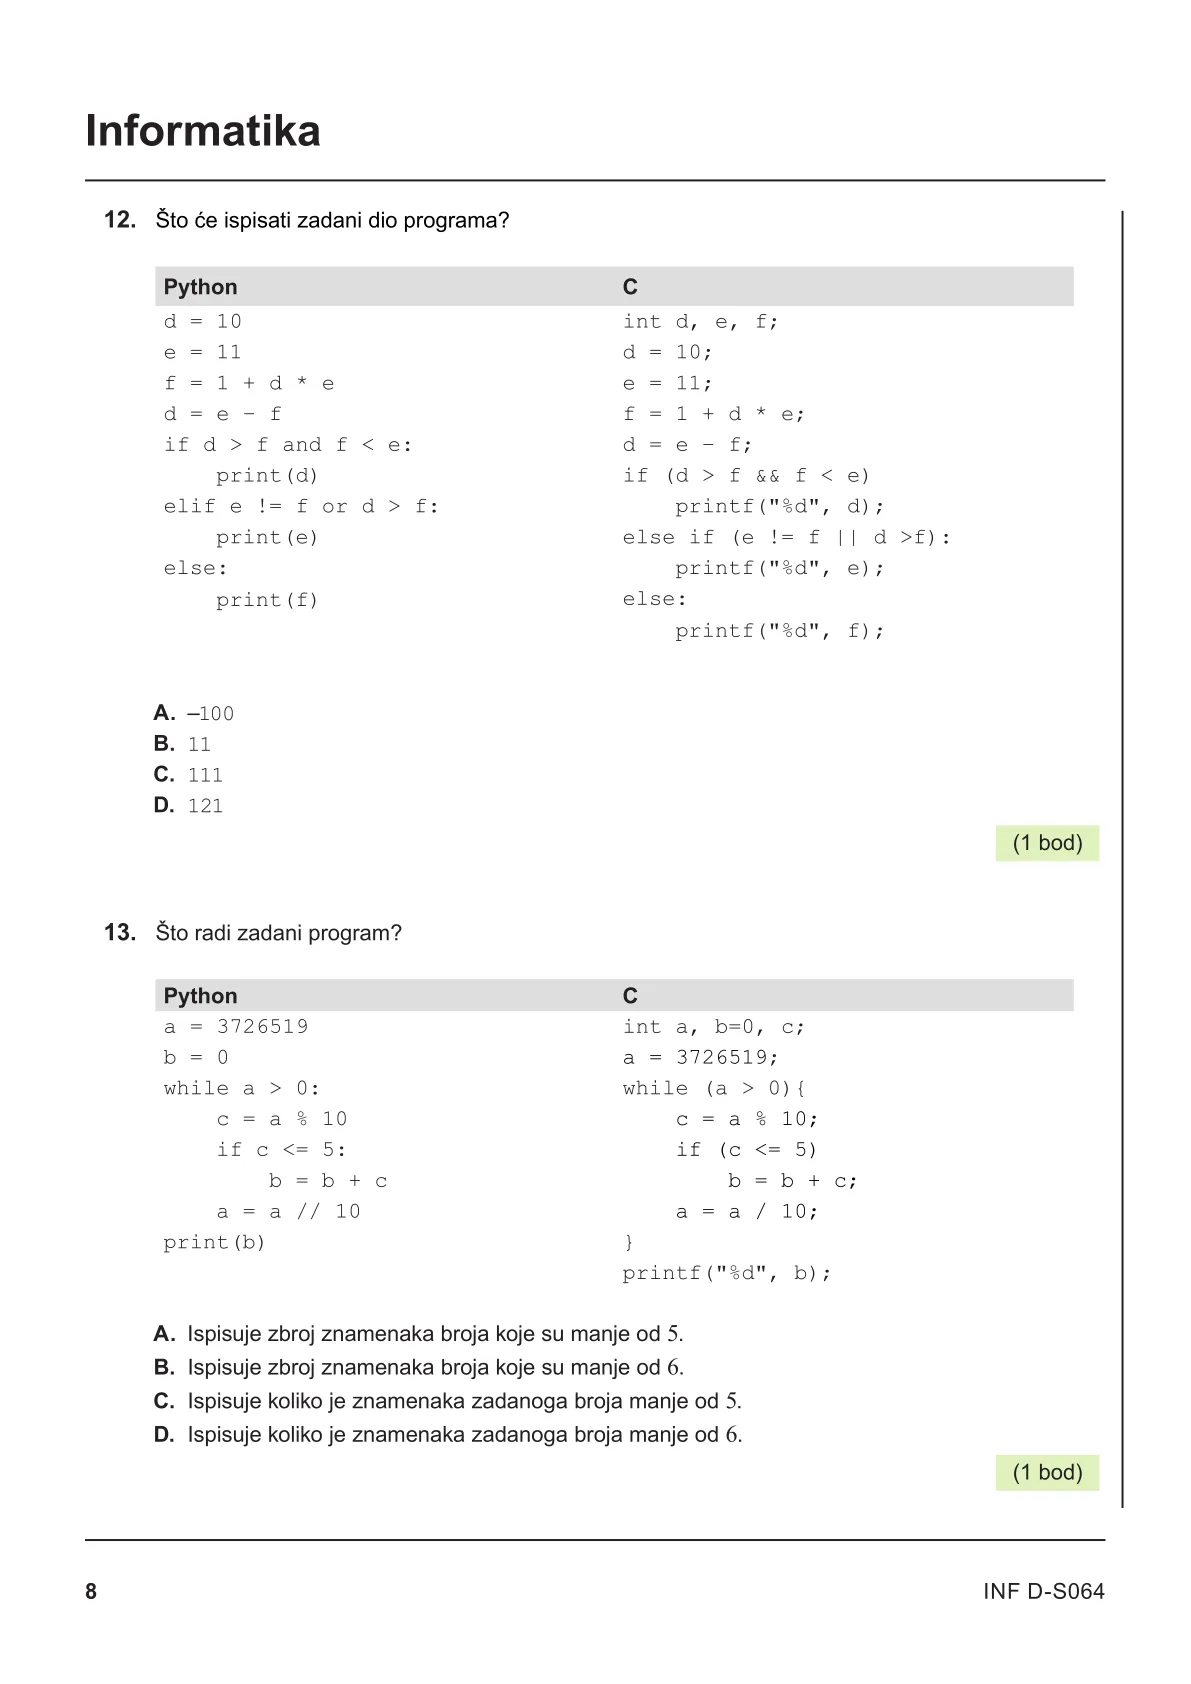 Informatika
12. Što će ispisati zadani dio programa?
Python C
d = 10 int d, e, f;
e = 11 d = 10;
f = 1 + d * e e = 11;
d = e – f f = 1 + d * e;
if d > f and f < e: d = e – f;
    print(d) if (d > f && f < e)
elif e != f or d > f:     printf("%d", d);
    print(e) else if (e != f || d >f):
else:     printf("%d", e);
    print(f) else:
    printf("%d", f);
A. –100
B. 11
C. 111
D. 121
(1 bod)
13. Što radi zadani program?
Python C
a = 3726519 int a, b=0, c;
b = 0 a = 3726519;
while a > 0: while (a > 0){
    c = a % 10     c = a % 10;
    if c <= 5:     if (c <= 5)
        b = b + c         b = b + c;
    a = a // 10     a = a / 10;
print(b) }
printf("%d", b);
A. Ispisuje zbroj znamenaka broja koje su manje od 5.
B. Ispisuje zbroj znamenaka broja koje su manje od 6.
C. Ispisuje koliko je znamenaka zadanoga broja manje od 5.
D. Ispisuje koliko je znamenaka zadanoga broja manje od 6.
(1 bod)
8 INF D-S064